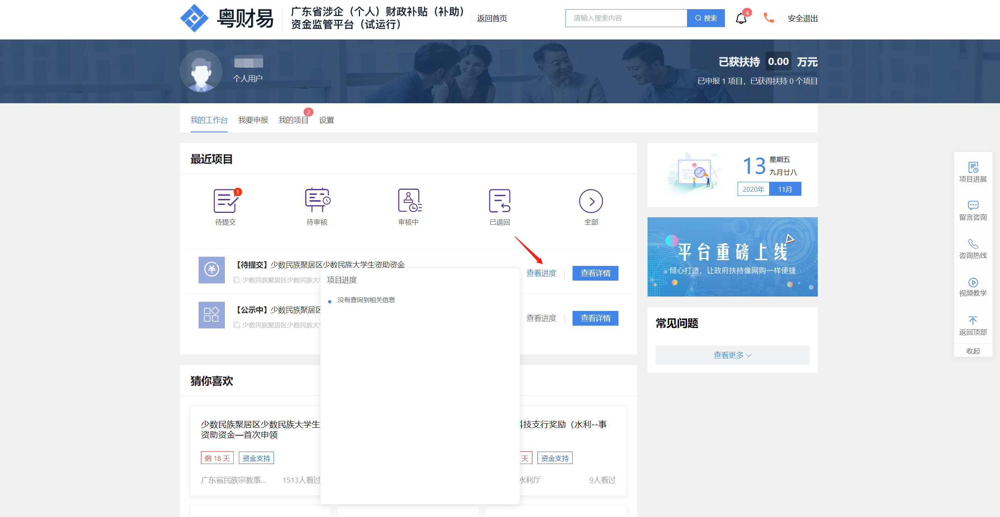 粤财易
广东省涉企（个人）财政补贴（补助）
资金监管平台（试运行）
返回首页
请输入搜索内容
搜索
4
安全退出
个人用户
已获扶持 0.00 万元
已申报 1 项目，已获得扶持 0 个项目
我的工作台
我要申报
我的项目
2
设置
最近项目
1
待提交
待审核
审核中
已退回
全部
【待提交】少数民族聚居区少数民族大学生资助资金
少数民族聚居区少数民族大
查看进度
查看详情
项目进度
没有查询到相关信息
【公示中】少数民族聚居区
少数民族聚居区少数民族大
查看进度
查看详情
猜你喜欢
少数民族聚居区少数民族大学生
资助资金—首次申领
剩 18 天
资金支持
广东省民族宗教事...
1513人看过
科技支行奖励（水利--事
天
资金支持
水利厅
9人看过
13
星期五
九月廿八
2020年
11月
平台重磅上线
倾心打造，让政府扶持像网购一样便捷
常见问题
查看更多
项目进展
留言咨询
咨询热线
视频教学
返回顶部
收起